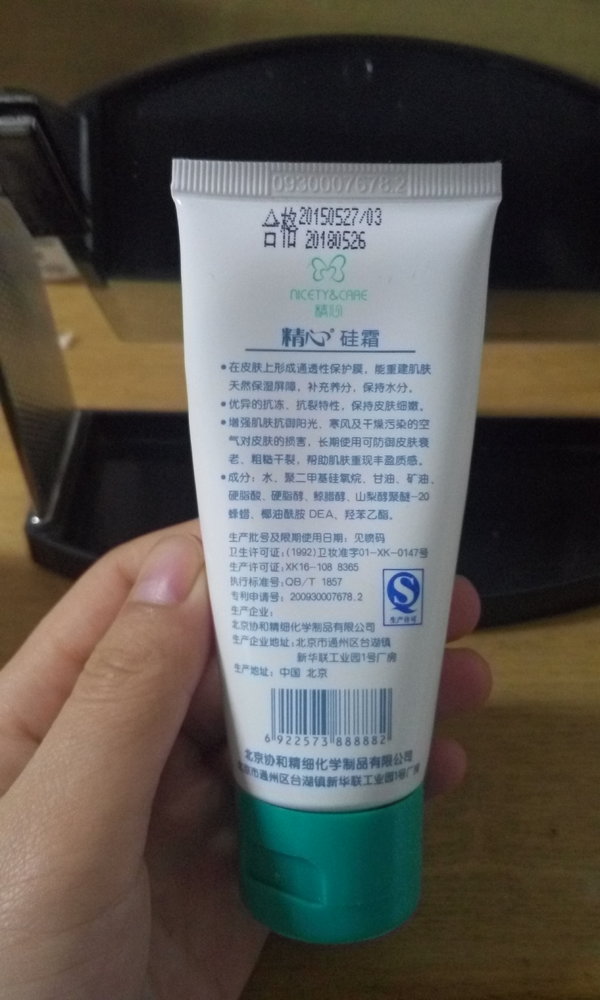 0930007678.2
合格20150527/03
20180526
NICETY&CARE
精心
精心® 硅霜
•在皮肤上形成通透性保护膜，能重建肌肤
天然保湿屏障、补充养分，保持水分。
•优异的抗冻、抗裂特性，保持皮肤细嫩。
•增强肌肤抗御阳光、寒风及干燥污染的空
气对皮肤的损害，长期使用可防御皮肤衰
老、粗糙干裂，帮助肌肤重现丰盈质感。
•成分：水、聚二甲基硅氧烷、甘油、矿油、
硬脂酸、硬脂醇、鲸蜡醇、山梨醇聚醚-20
蜂蜡、椰油酰胺 DEA、羟苯乙酯。
生产批号及限期使用日期：见喷码
卫生许可证:(1992)卫妆准字01-XK-0147号
生产许可证:XK16-108 8365
执行标准号:QB/T 1857
专利申请号：200930007678.2
生产企业：
北京协和精细化学制品有限公司
生产企业地址：北京市通州区台湖镇
新华联工业园1号厂房
生产地址：中国 北京
QS
生产许可
6 922573 888882
北京协和精细化学制品有限公司
北京市通州区台湖镇新华联工业园1号厂房